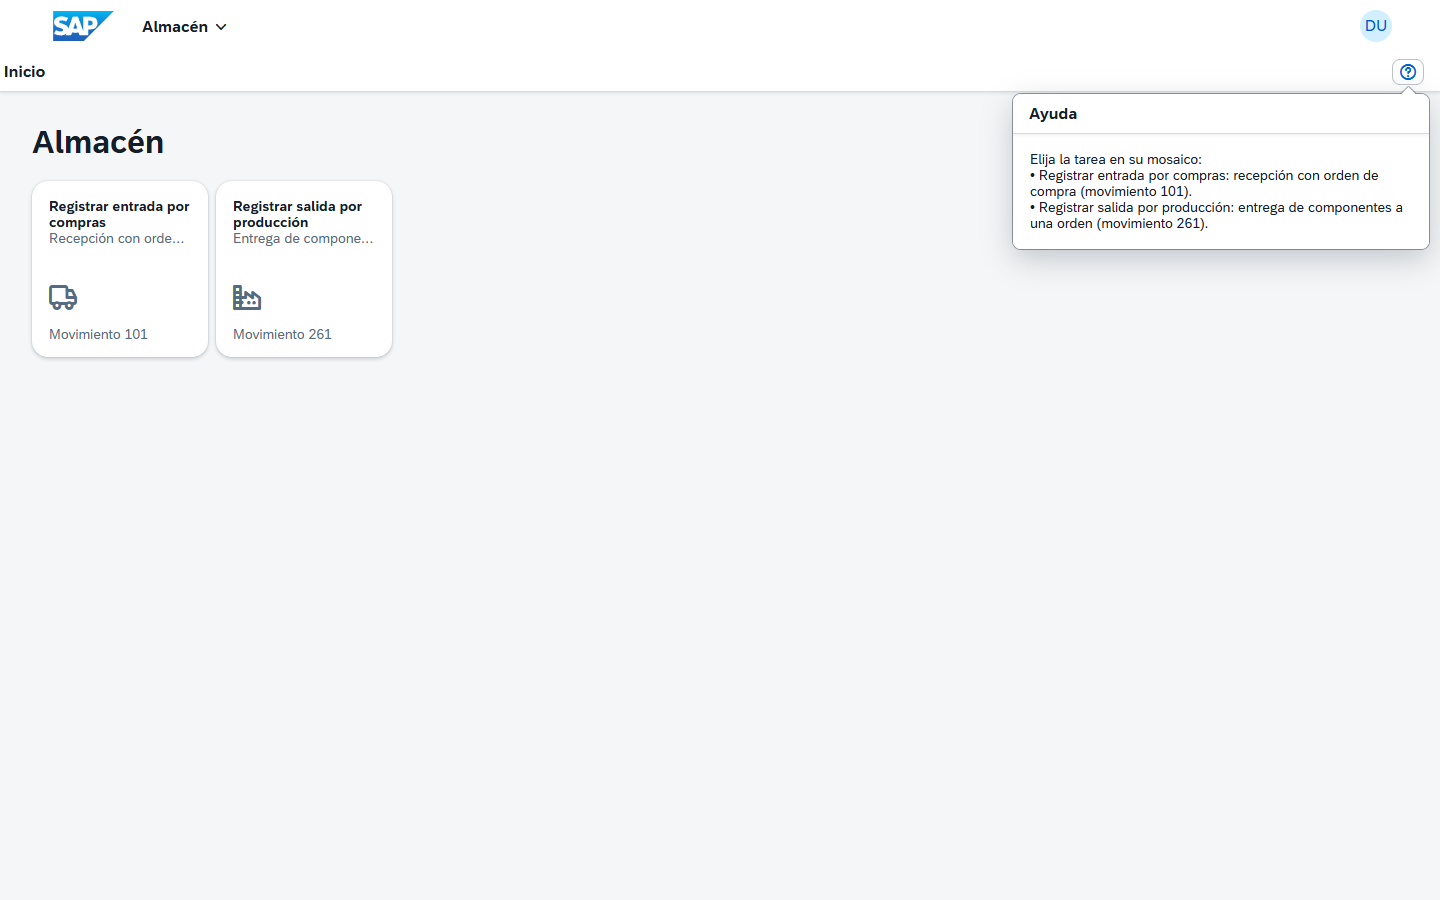 SAP
Almacén
DU
Inicio
Ayuda
Elija la tarea en su mosaico:
• Registrar entrada por compras: recepción con orden de
compra (movimiento 101).
• Registrar salida por producción: entrega de componentes a
una orden (movimiento 261).
Almacén
Registrar entrada por
compras
Recepción con orde...
Movimiento 101
Registrar salida por
producción
Entrega de compone...
Movimiento 261